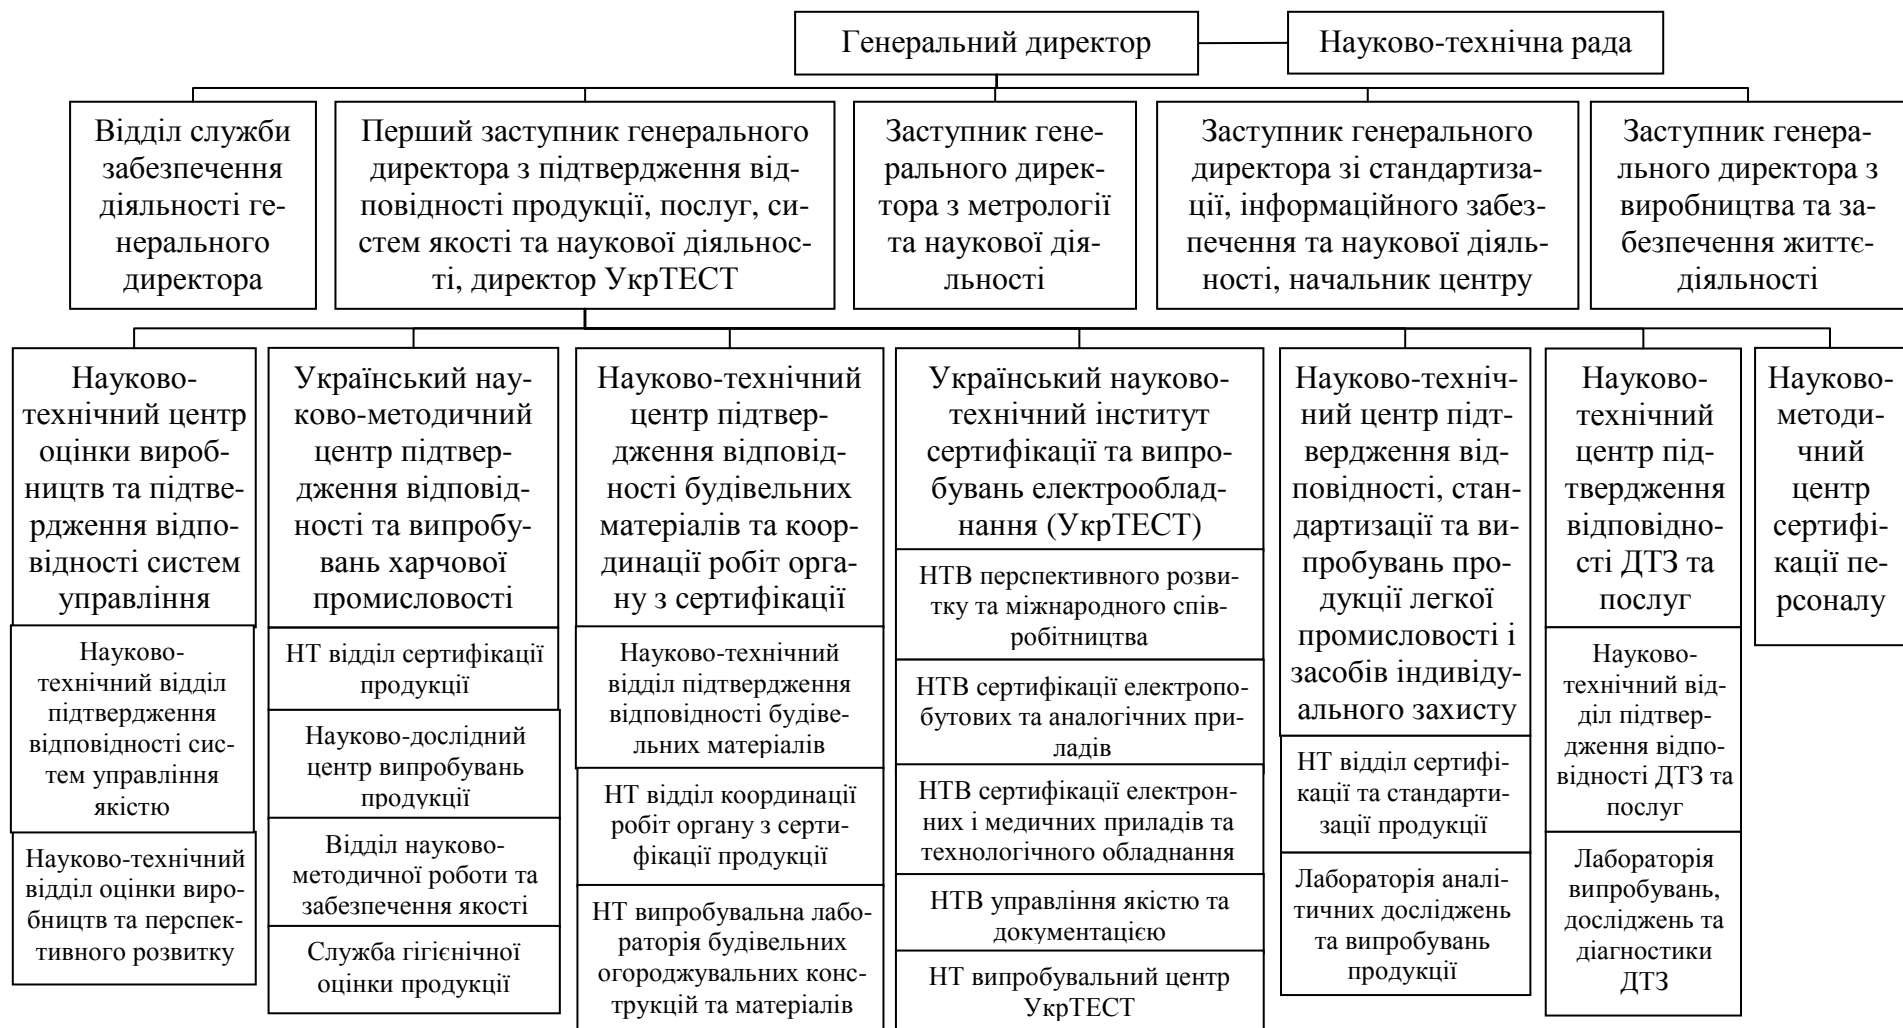 Генеральний директор
Науково-технічна рада
Відділ служби
забезпечення
діяльності ге-
нерального
директора
Перший заступник генерального
директора з підтвердження від-
повідності продукції, послуг, си-
стем якості та наукової діяльнос-
ті, директор УкрТЕСТ
Заступник гене-
рального дирек-
тора з метрології
та наукової дія-
льності
Заступник генерального
директора зі стандартиза-
ції, інформаційного забез-
печення та наукової діяль-
ності, начальник центру
Заступник генера-
льного директора з
виробництва та за-
безпечення життє-
діяльності
Науково-
технічний центр
оцінки вироб-
ництв та підтве-
рдження відпо-
відності систем
управління
Науково-
технічний відділ
підтвердження
відповідності сис-
тем управління
якістю
Науково-технічний
відділ оцінки виро-
бництв та перспек-
тивного розвитку
Український нау-
ково-методичний
центр підтвер-
дження відповід-
ності та випробу-
вань харчової
промисловості
НТ відділ сертифікації
продукції
Науково-дослідний
центр випробувань
продукції
Відділ науково-
методичної роботи та
забезпечення якості
Служба гігієнічної
оцінки продукції
Науково-технічний
центр підтвер-
дження відповід-
ності будівельних
матеріалів та коор-
динації робіт орга-
ну з сертифікації
Науково-технічний
відділ підтвердження
відповідності будіве-
льних матеріалів
НТ відділ координації
робіт органу з серти-
фікації продукції
НТ випробувальна лабо-
раторія будівельних
огороджувальних конс-
трукцій та матеріалів
Український науково-
технічний інститут
сертифікації та випро-
бувань електрооблад-
нання (УкрТЕСТ)
НТВ перспективного розви-
тку та міжнародного спів-
робітництва
НТВ сертифікації електропо-
бутових та аналогічних при-
ладів
НТВ сертифікації електрон-
них і медичних приладів та
технологічного обладнання
НТВ управління якістю та
документацією
НТ випробувальний центр
УкрТЕСТ
Науково-техніч-
ний центр підт-
вердження від-
повідності, стан-
дартизації та ви-
пробувань про-
дукції легкої
промисловості і
засобів індивіду-
ального захисту
НТ відділ сертифі-
кації та стандарти-
зації продукції
Лабораторія аналі-
тичних досліджень
та випробувань
продукції
Науково-
технічний
центр під-
твердження
відповідно-
сті ДТЗ та
послуг
Науково-
технічний від-
діл підтвер-
дження відпо-
відності ДТЗ та
послуг
Лабораторія
випробувань,
досліджень та
діагностики
ДТЗ
Науково-
методи-
чний
центр
сертифі-
кації пе-
рсоналу